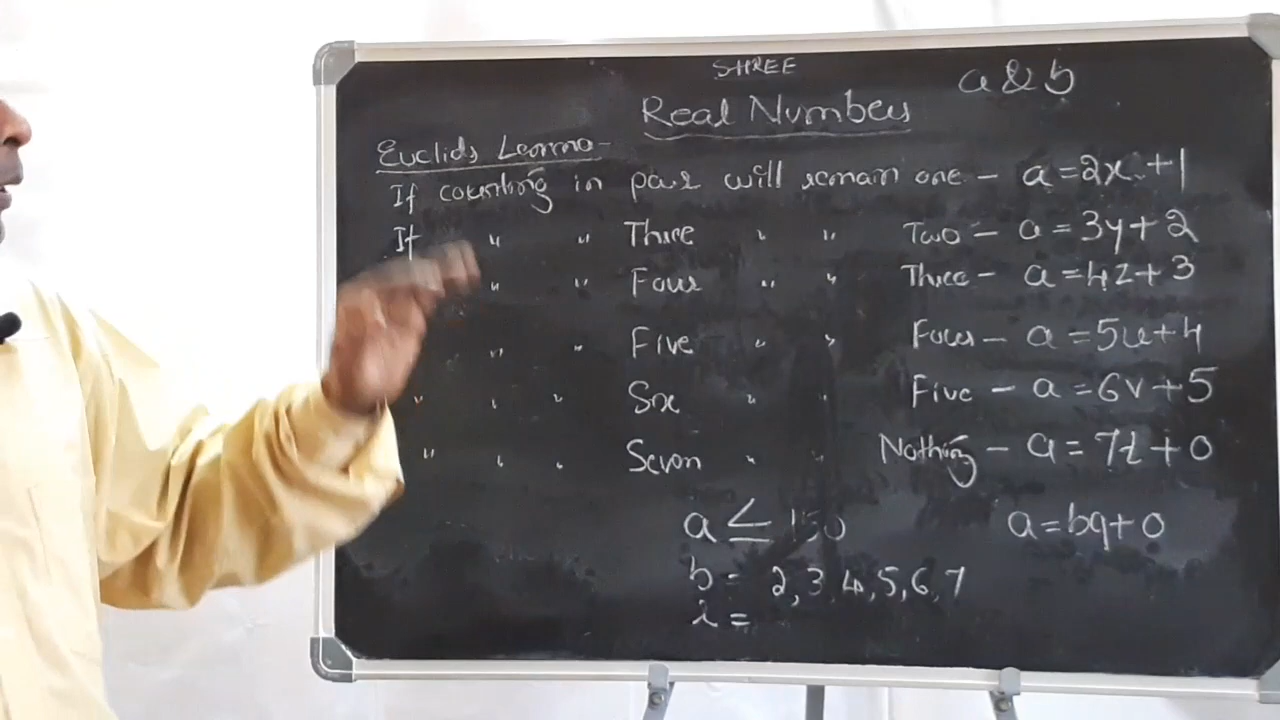 SHREE
a & b
Real Numbers
Euclids Lemma-
If counting in pair will remain one - a=2x+1
If " " Three " " Two - a=3y+2
" " Four " " Three - a=4z+3
" " Five " " Four - a=5u+4
" " " Six " " Five - a=6v+5
" " " Seven " " Nothing - a=7t+0
a ≤ 150 a=bq+0
b = 2,3,4,5,6,7
r =